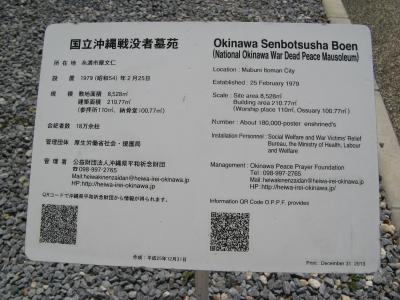 国立沖縄戦没者墓苑
所在地 糸満市摩文仁
設置 1979 (昭和54) 年2月25日
規模 敷地面積 8,528㎡
建築面積 210.77㎡
(参拝所110㎡, 納骨堂100.77㎡)
合祀者数 18万余柱
管理団体 厚生労働省社会・援護局
管理者 公益財団法人沖縄県平和祈念財団
Tel:098-997-2765
Mail:heiwakinenzaidan@heiwa-irei-okinawa.jp
HP:http://heiwa-irei-okinawa.jp
QRコードで沖縄県平和祈念財団から情報が得られます。
作成：平成25年12月31日
Okinawa Senbotsusha Boen
(National Okinawa War Dead Peace Mausoleum)
Location : Mabuni Itoman City
Established : 25 February 1979
Scale : Site area 8,528㎡
Building area 210.77㎡
(Worship place 110㎡, Ossuary 100.77㎡)
Number : About 180,000-poster enshrined's
Installation Personnel : Social Welfare and War Victims' Relief
Bureau, the Ministry of Health, Labour
and Welfare
Management : Okinawa Peace Prayer Foundation
Tel:098-997-2765
Mail:heiwakinenzaidan@heiwa-irei-okinawa.jp
HP:http://heiwa-irei-okinawa.jp
Information QR Code O.P.P.F. provides
Print : December 31, 2013